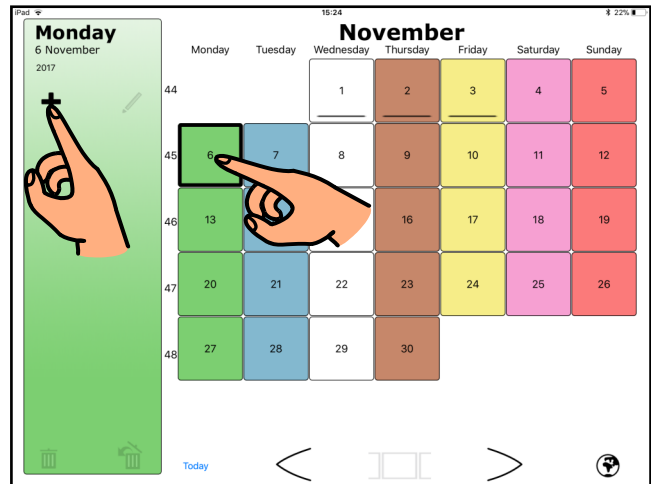 iPad 15:24 22%
Monday
6 November
2017
November
Monday Tuesday Wednesday Thursday Friday Saturday Sunday
44 1 2 3 4 5
45 6 7 8 9 10 11 12
46 13 16 17 18 19
47 20 21 22 23 24 25 26
48 27 28 29 30
Today